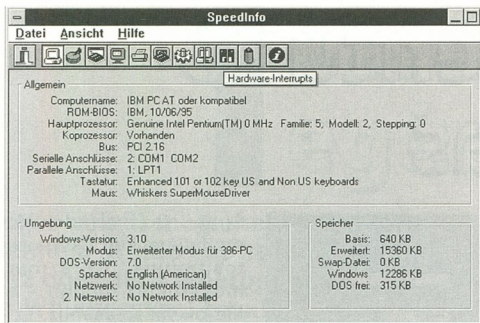 SpeedInfo
Datei Ansicht Hilfe
Hardware-Interrupts
Allgemein
Computername: IBM PC AT oder kompatibel
ROM-BIOS: IBM, 10/06/95
Hauptprozessor: Genuine Intel Pentium(TM) 0 MHz Familie: 5, Modell: 2, Stepping: 0
Koprozessor: Vorhanden
Bus: PCI 2.16
Serielle Anschlüsse: 2: COM1 COM2
Parallele Anschlüsse: 1: LPT1
Tastatur: Enhanced 101 or 102 key US and Non US keyboards
Maus: Whiskers SuperMouseDriver
Umgebung
Windows-Version: 3.10
Modus: Erweiterter Modus für 386-PC
DOS-Version: 7.0
Sprache: English (American)
Netzwerk: No Network Installed
2. Netzwerk: No Network Installed
Speicher
Basis: 640 KB
Erweitert: 15360 KB
Swap-Datei: 0 KB
Windows 12286 KB
DOS frei: 315 KB